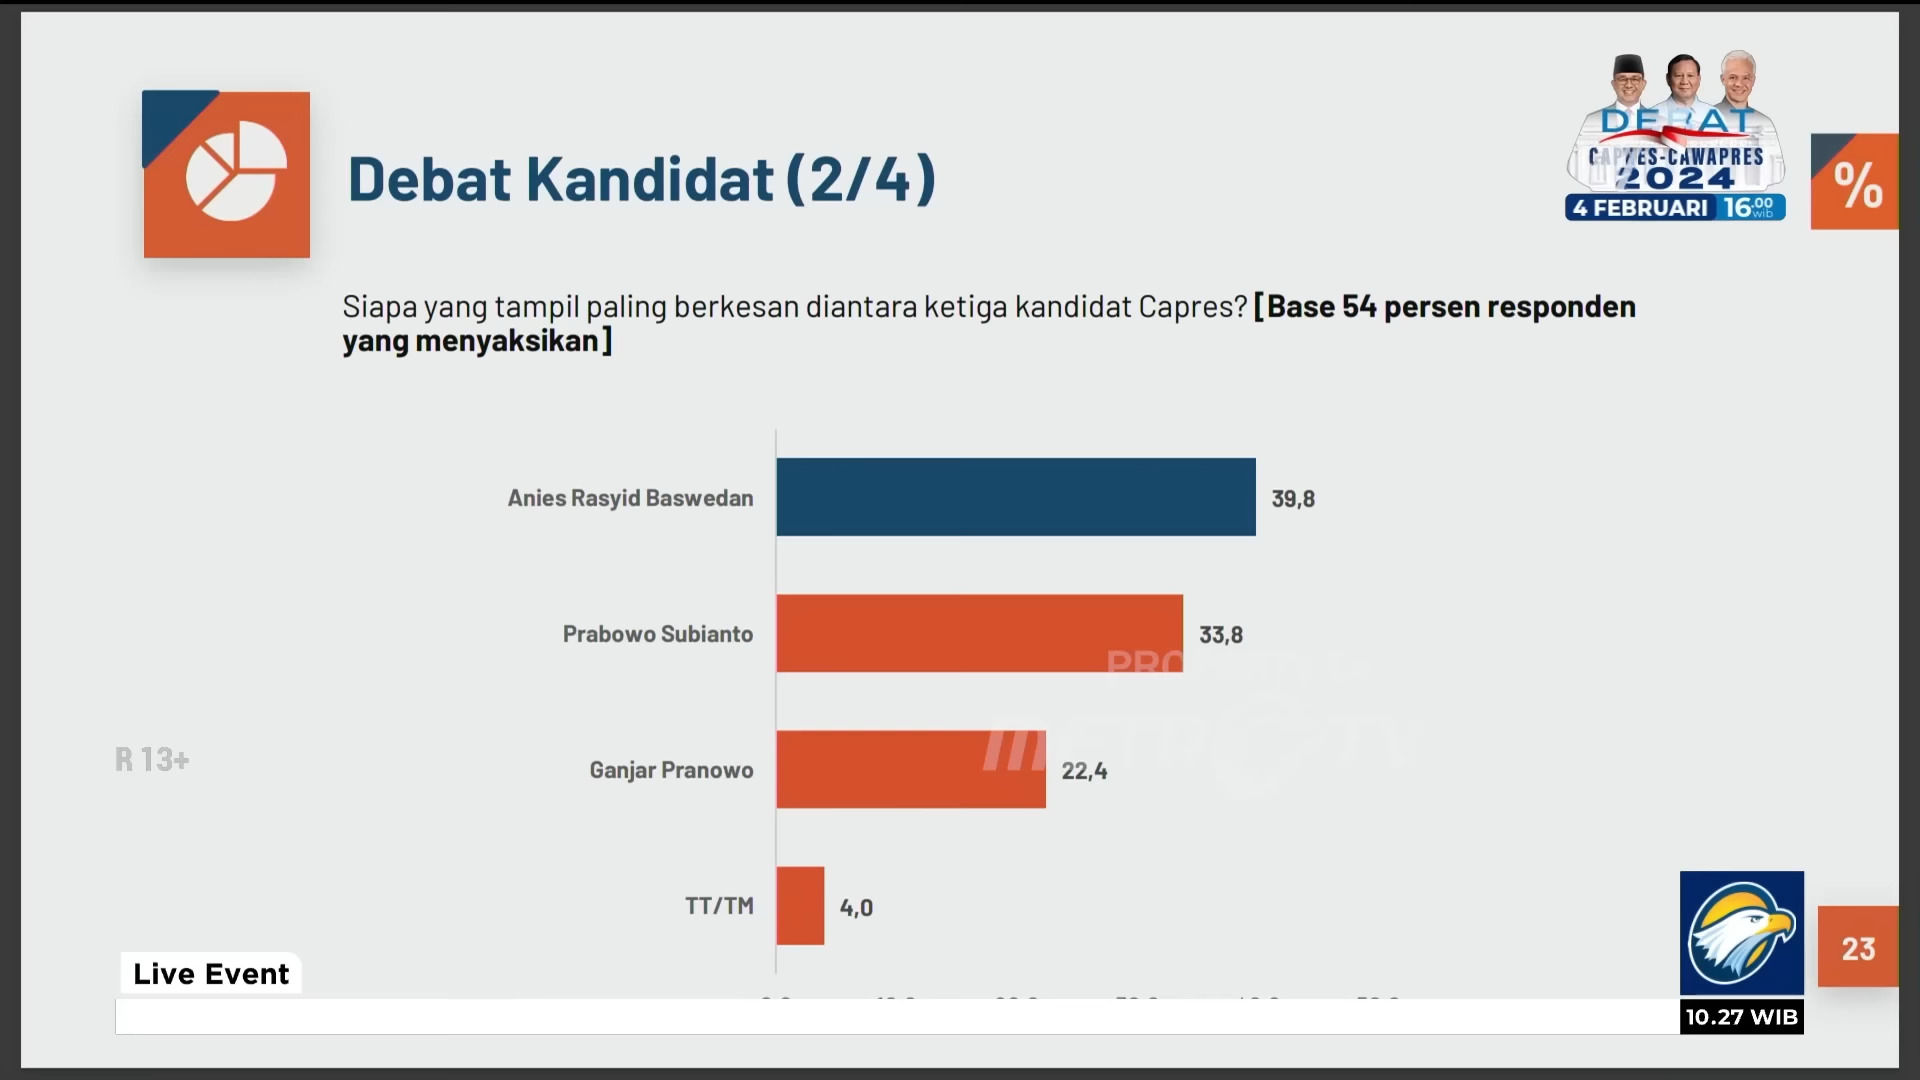 Debat Kandidat (2/4)
DEBAT
CAPRES-CAWAPRES
2024
4 FEBRUARI 16.00 wib
%
Siapa yang tampil paling berkesan diantara ketiga kandidat Capres? [Base 54 persen responden
yang menyaksikan]
Anies Rasyid Baswedan 39,8
Prabowo Subianto 33,8
Ganjar Pranowo 22,4
TT/TM 4,0
R 13+
METRO TV
Live Event
23
10.27 WIB